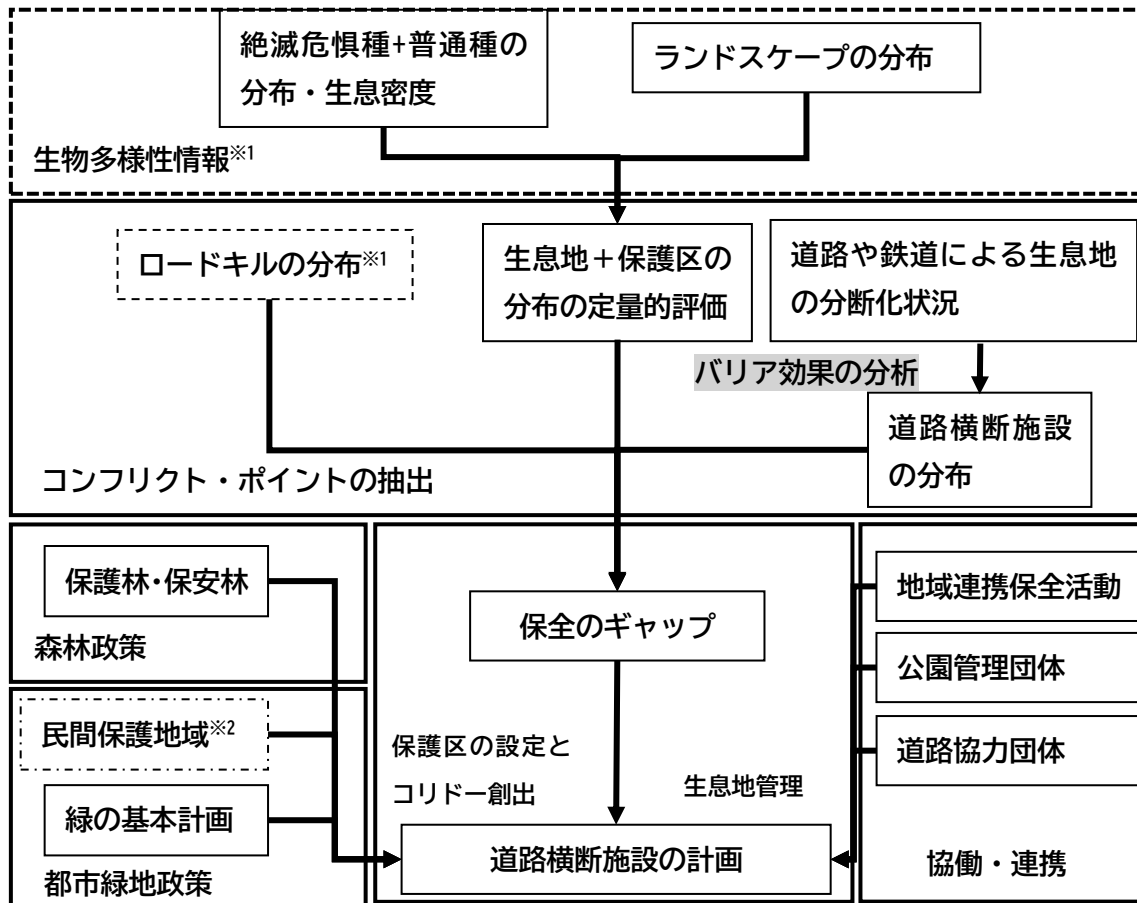 絶滅危惧種+普通種の
分布・生息密度
ランドスケープの分布
生物多様性情報※1
ロードキルの分布※1
生息地＋保護区の
分布の定量的評価
道路や鉄道による生息地
の分断化状況
バリア効果の分析
道路横断施設
の分布
コンフリクト・ポイントの抽出
保護林・保安林
森林政策
民間保護地域※2
緑の基本計画
都市緑地政策
保全のギャップ
保護区の設定と
コリドー創出
生息地管理
道路横断施設の計画
地域連携保全活動
公園管理団体
道路協力団体
協働・連携